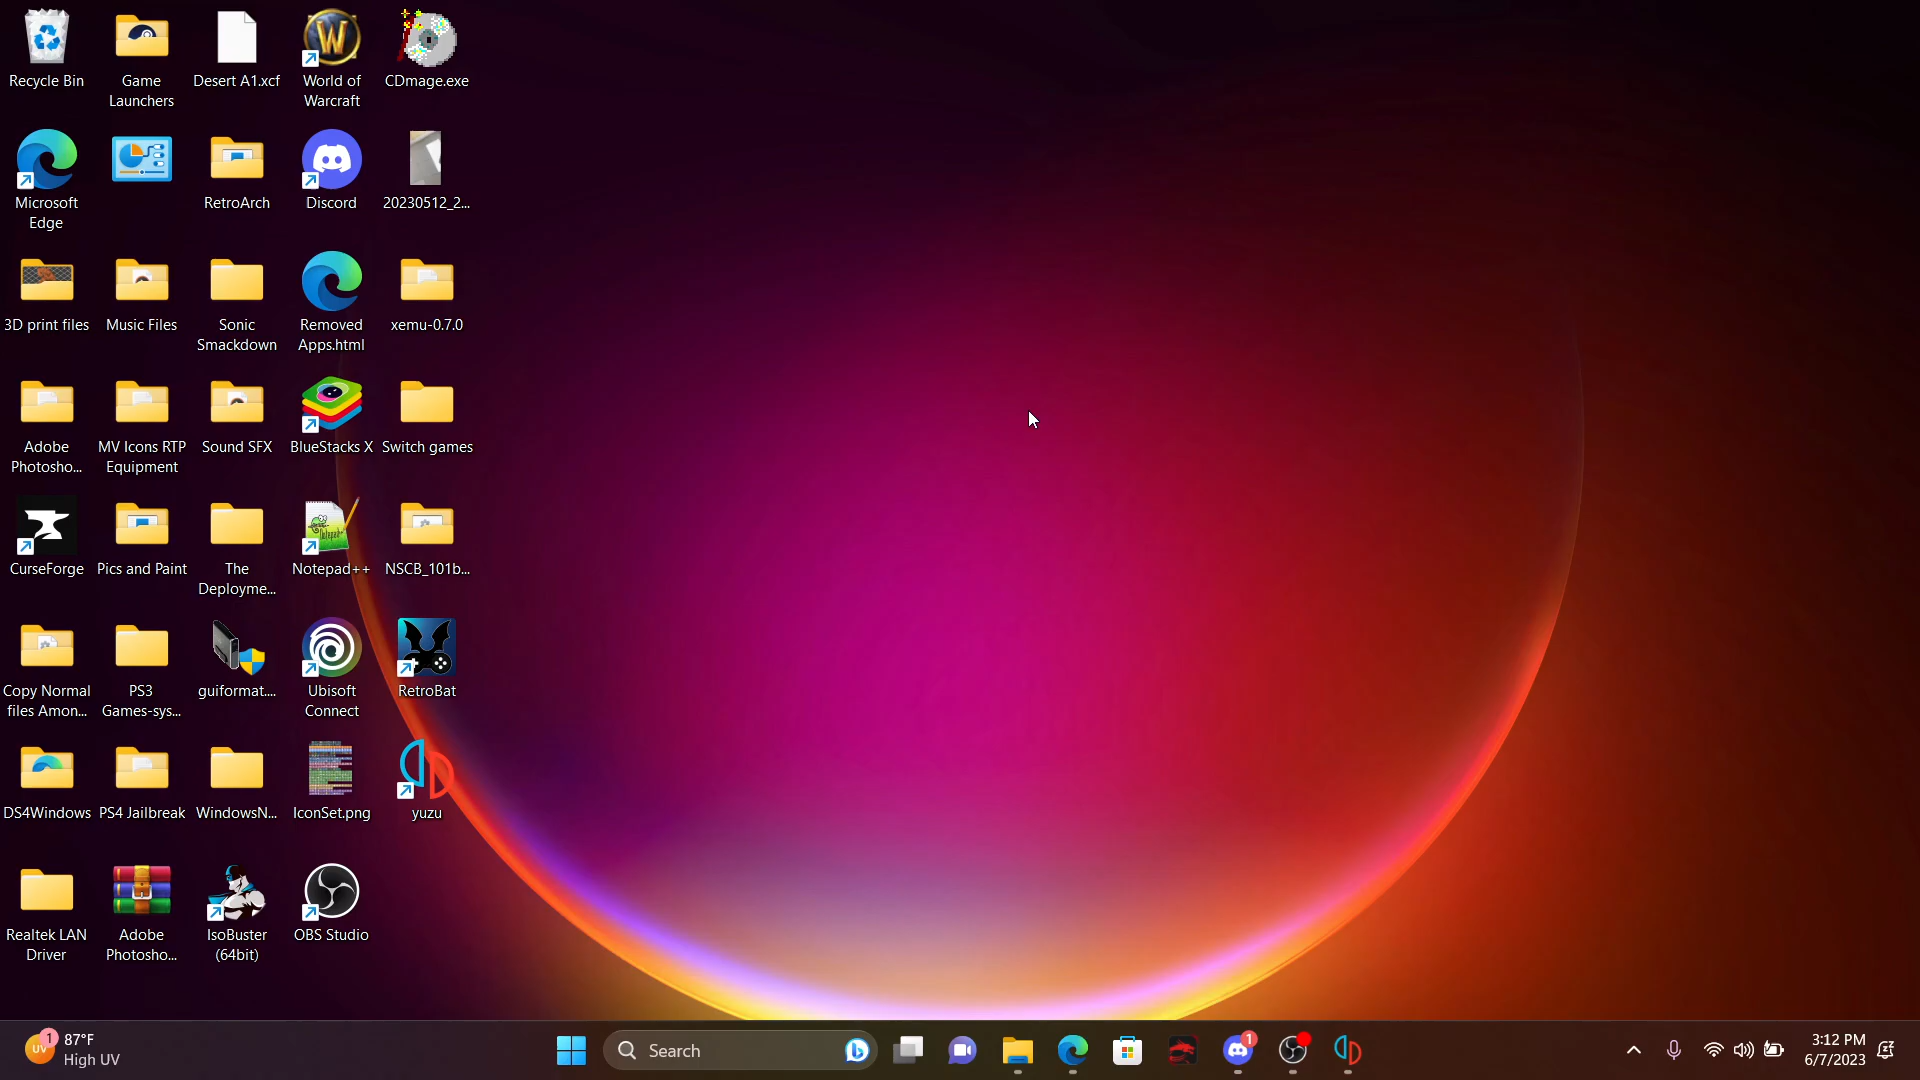 Recycle Bin
Game
Launchers
Desert A1.xcf
World of
Warcraft
CDmage.exe
Microsoft
Edge
RetroArch
Discord
20230512_2...
3D print files
Music Files
Sonic
Smackdown
Removed
Apps.html
xemu-0.7.0
Adobe
Photosho...
MV Icons RTP
Equipment
Sound SFX
BlueStacks X
Switch games
CurseForge
Pics and Paint
The
Deployme...
Notepad++
NSCB_101b...
Copy Normal
files Amon...
PS3
Games-sys...
guiformat....
Ubisoft
Connect
RetroBat
DS4Windows
PS4 Jailbreak
WindowsN...
IconSet.png
yuzu
Realtek LAN
Driver
Adobe
Photosho...
IsoBuster
(64bit)
OBS Studio
UV
1
87°F
High UV
Search
1
3:12 PM
6/7/2023